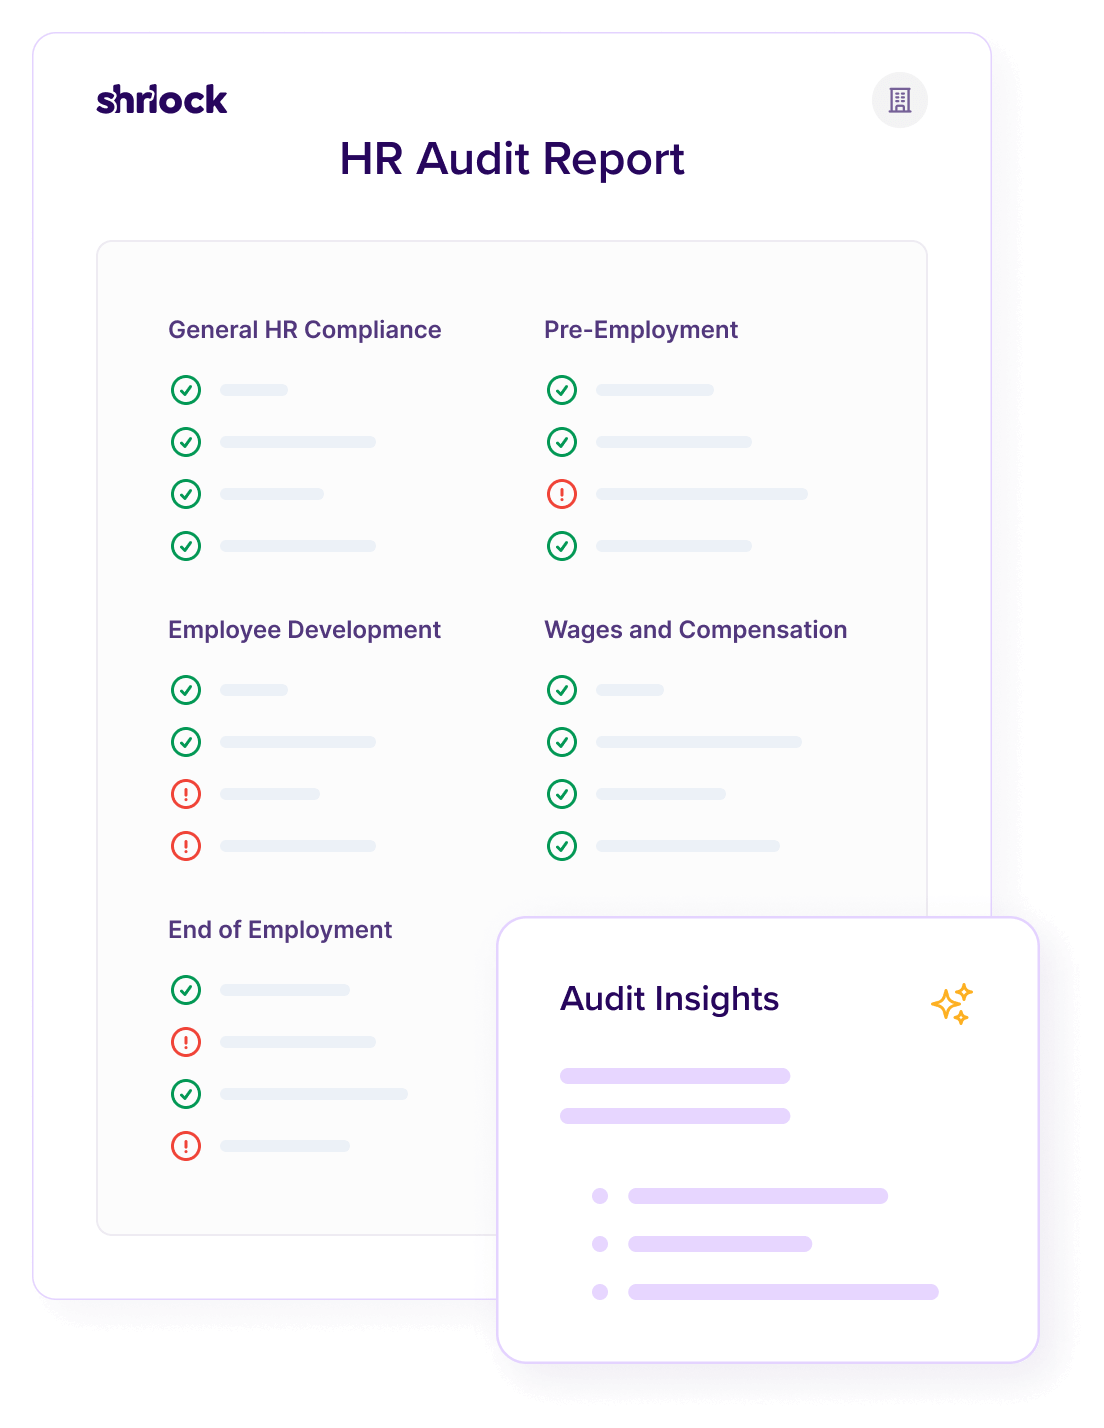 shrlock
HR Audit Report
General HR Compliance
Pre-Employment
Employee Development
Wages and Compensation
End of Employment
Audit Insights